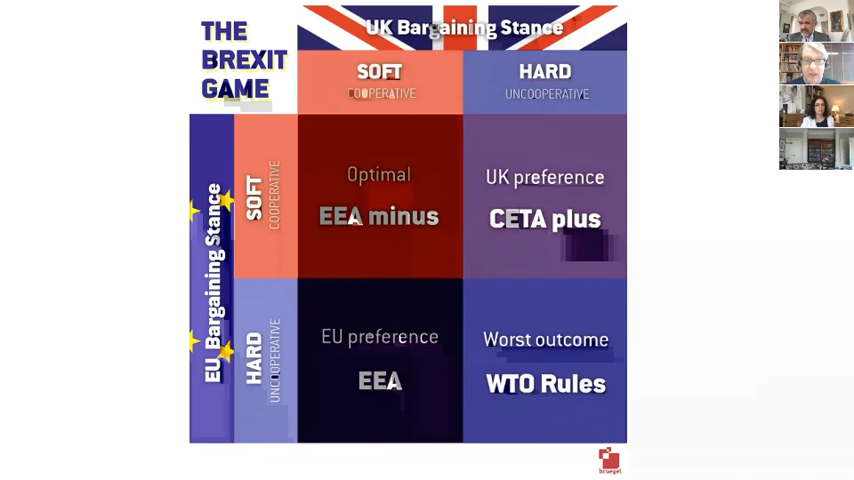 THE
BREXIT
GAME
UK Bargaining Stance
SOFT
COOPERATIVE
HARD
UNCOOPERATIVE
EU Bargaining Stance
SOFT
COOPERATIVE
Optimal
EEA minus
UK preference
CETA plus
HARD
UNCOOPERATIVE
EU preference
EEA
Worst outcome
WTO Rules
bruegel